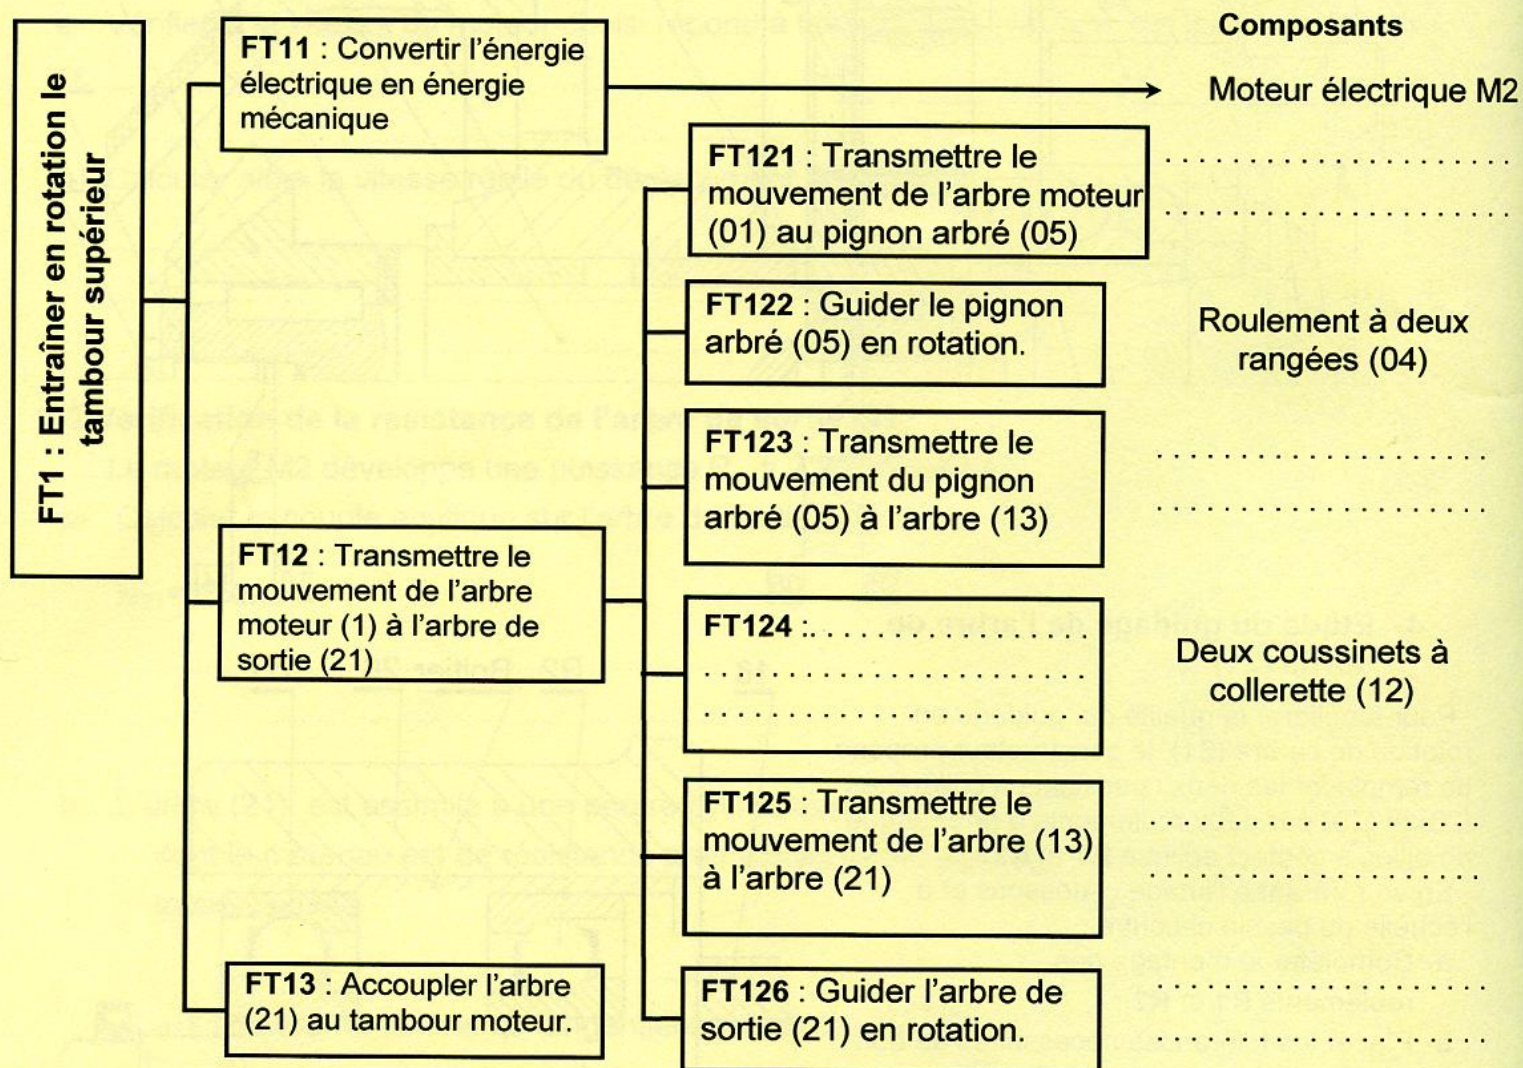 Composants
FT1 : Entraîner en rotation le
tambour supérieur
FT11 : Convertir l'énergie
électrique en énergie
mécanique
Moteur électrique M2
FT12 : Transmettre le
mouvement de l'arbre
moteur (1) à l'arbre de
sortie (21)
FT121 : Transmettre le
mouvement de l'arbre moteur
(01) au pignon arbré (05)
FT122 : Guider le pignon
arbré (05) en rotation.
Roulement à deux
rangées (04)
FT123 : Transmettre le
mouvement du pignon
arbré (05) à l'arbre (13)
FT124 :
Deux coussinets à
collerette (12)
FT125 : Transmettre le
mouvement de l'arbre (13)
à l'arbre (21)
FT126 : Guider l'arbre de
sortie (21) en rotation.
FT13 : Accoupler l'arbre
(21) au tambour moteur.